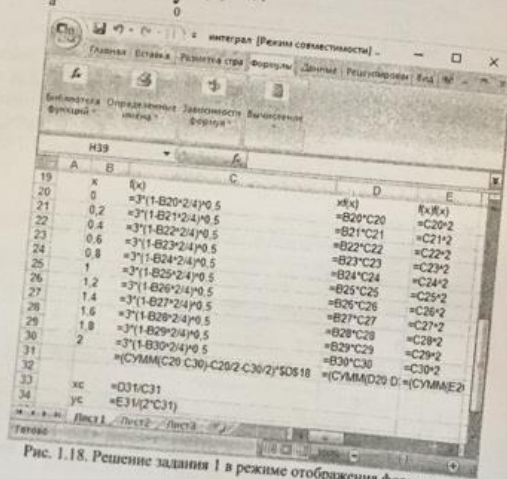 0
интеграл [Режим совместимости]
Главная Вставка Разметка стра Формулы Данные Рецензирован Вид
Библиотека функций Определенные имена Зависимости формул Вычисление
H39 fx
A B C D E
19 x f(x) xf(x) f(x)f(x)
20 0 =3*(1-B20^2/4)^0,5 =B20*C20 =C20^2
21 0,2 =3*(1-B21^2/4)^0,5 =B21*C21 =C21^2
22 0,4 =3*(1-B22^2/4)^0,5 =B22*C22 =C22^2
23 0,6 =3*(1-B23^2/4)^0,5 =B23*C23 =C23^2
24 0,8 =3*(1-B24^2/4)^0,5 =B24*C24 =C24^2
25 1 =3*(1-B25^2/4)^0,5 =B25*C25 =C25^2
26 1,2 =3*(1-B26^2/4)^0,5 =B26*C26 =C26^2
27 1,4 =3*(1-B27^2/4)^0,5 =B27*C27 =C27^2
28 1,6 =3*(1-B28^2/4)^0,5 =B28*C28 =C28^2
29 1,8 =3*(1-B29^2/4)^0,5 =B29*C29 =C29^2
30 2 =3*(1-B30^2/4)^0,5 =B30*C30 =C30^2
31 =(СУММ(C20:C30)-C20/2-C30/2)*$D$18 =(СУММ(D20:D =(СУММ(E2
32
33 xc =D31/C31
34 yc =E31/(2*C31)
Лист1 Лист2 Лист3
Готово 100%
Рис. 1.18. Решение задания 1 в режиме отображения